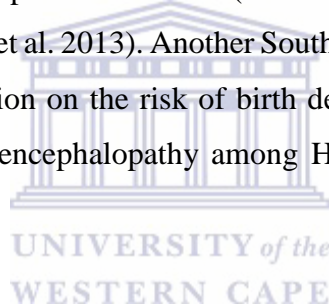 et al. 2013). Another South
ion on the risk of birth de
encephalopathy among H
UNIVERSITY of the
WESTERN CAPE